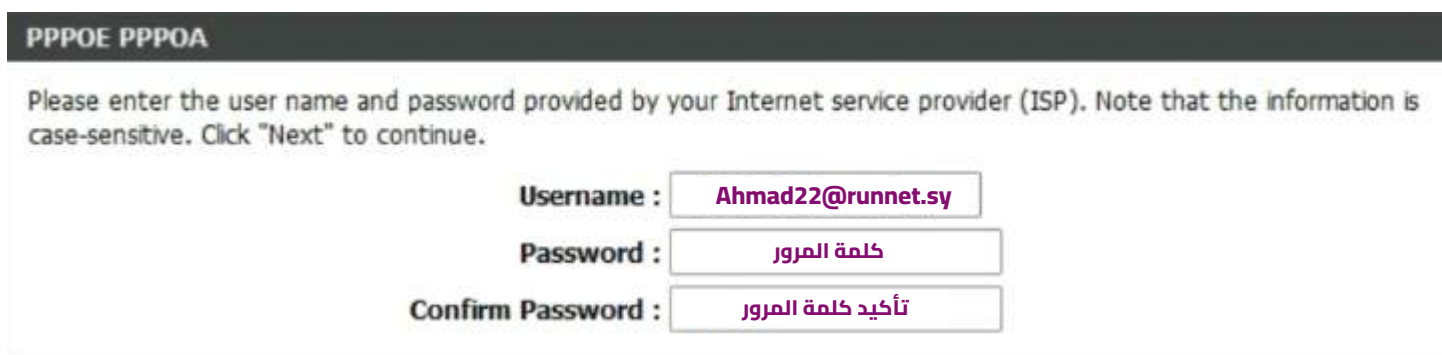 PPPOE PPPOA
Please enter the user name and password provided by your Internet service provider (ISP). Note that the information is
case-sensitive. Click "Next" to continue.
Username : Ahmad22@runnet.sy
Password : كلمة المرور
Confirm Password : تأكيد كلمة المرور